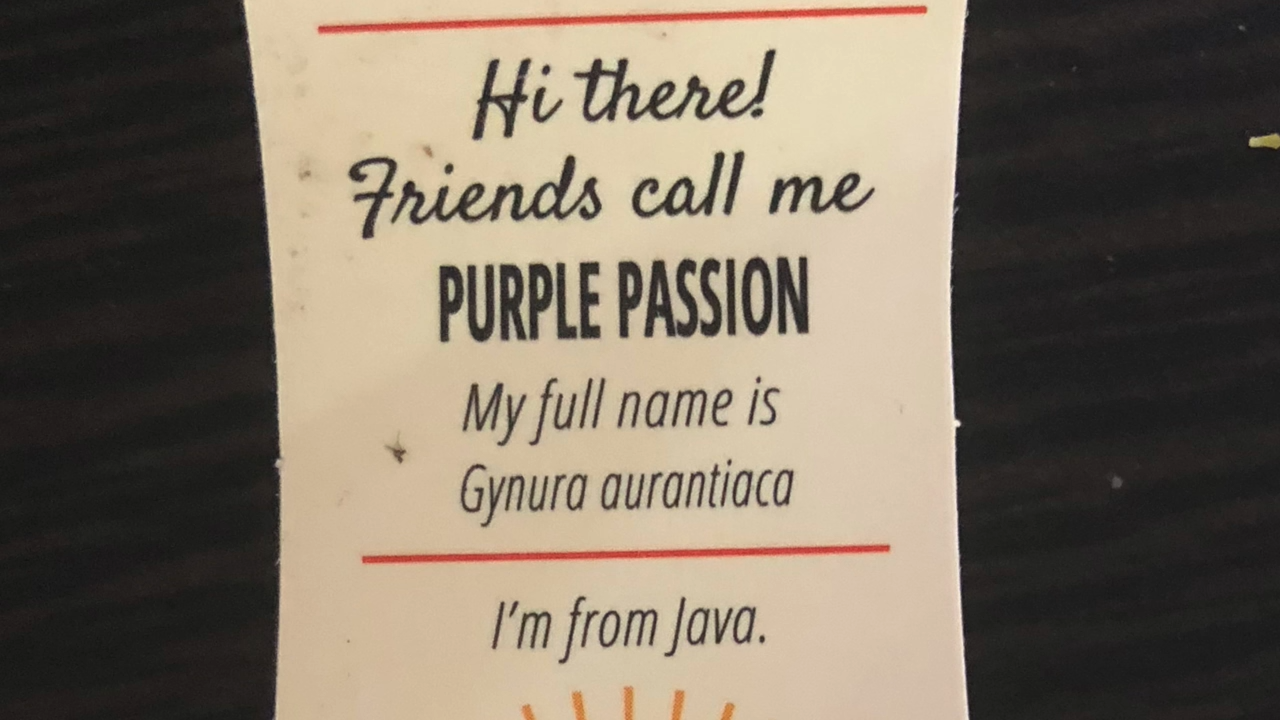 Hi there!
Friends call me
PURPLE PASSION
My full name is
Gynura aurantiaca
I'm from Java.